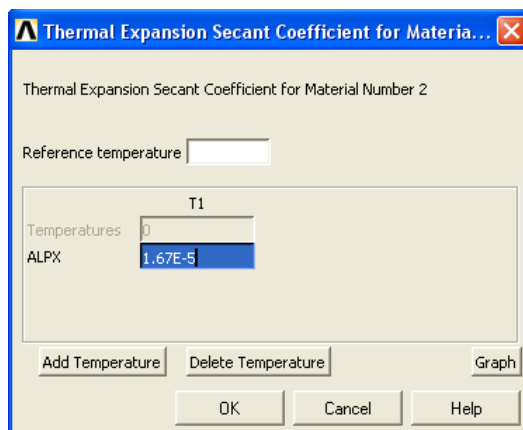 Thermal Expansion Secant Coefficient for Materia...
Thermal Expansion Secant Coefficient for Material Number 2
Reference temperature
T1
Temperatures 0
ALPX 1.67E-5
Add Temperature Delete Temperature Graph
OK Cancel Help